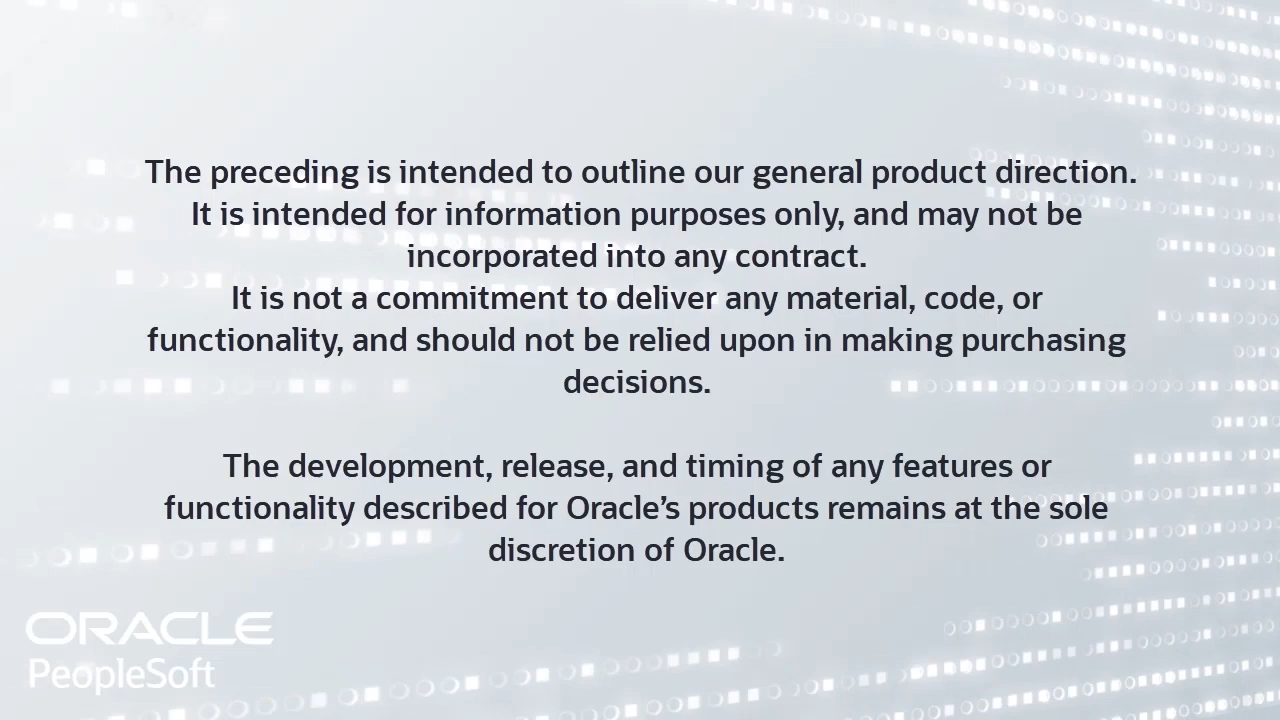 The preceding is intended to outline our general product direction.
It is intended for information purposes only, and may not be
incorporated into any contract.
It is not a commitment to deliver any material, code, or
functionality, and should not be relied upon in making purchasing
decisions.
The development, release, and timing of any features or
functionality described for Oracle’s products remains at the sole
discretion of Oracle.
ORACLE
PeopleSoft